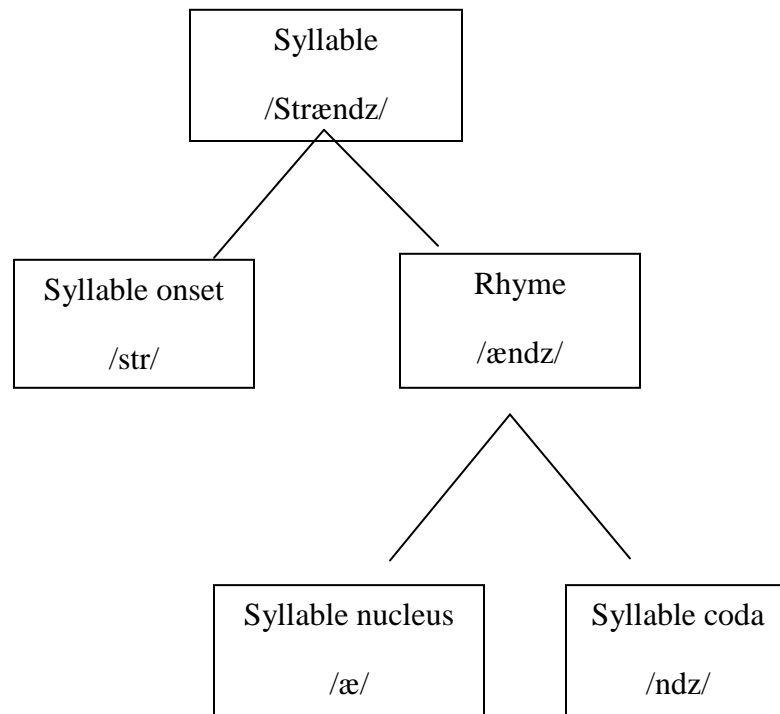 Syllable
/Strændz/
Syllable onset
/str/
Rhyme
/ændz/
Syllable nucleus
/æ/
Syllable coda
/ndz/